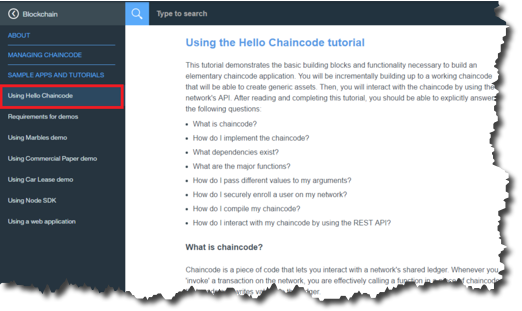 Blockchain
Type to search
ABOUT
MANAGING CHAINCODE
SAMPLE APPS AND TUTORIALS
Using Hello Chaincode
Requirements for demos
Using Marbles demo
Using Commercial Paper demo
Using Car Lease demo
Using Node SDK
Using a web application
Using the Hello Chaincode tutorial
This tutorial demonstrates the basic building blocks and functionality necessary to build an
elementary chaincode application. You will be incrementally building up to a working chaincode
that will be able to create generic assets. Then, you will interact with the chaincode by using the
network's API. After reading and completing this tutorial, you should be able to explicitly answer
the following questions:
• What is chaincode?
• How do I implement the chaincode?
• What dependencies exist?
• What are the major functions?
• How do I pass different values to my arguments?
• How do I securely enroll a user on my network?
• How do I compile my chaincode?
• How do I interact with my chaincode by using the REST API?
What is chaincode?
Chaincode is a piece of code that lets you interact with a network's shared ledger. Whenever you
'invoke' a transaction on the network, you are effectively calling a function in a piece of chaincode
writes